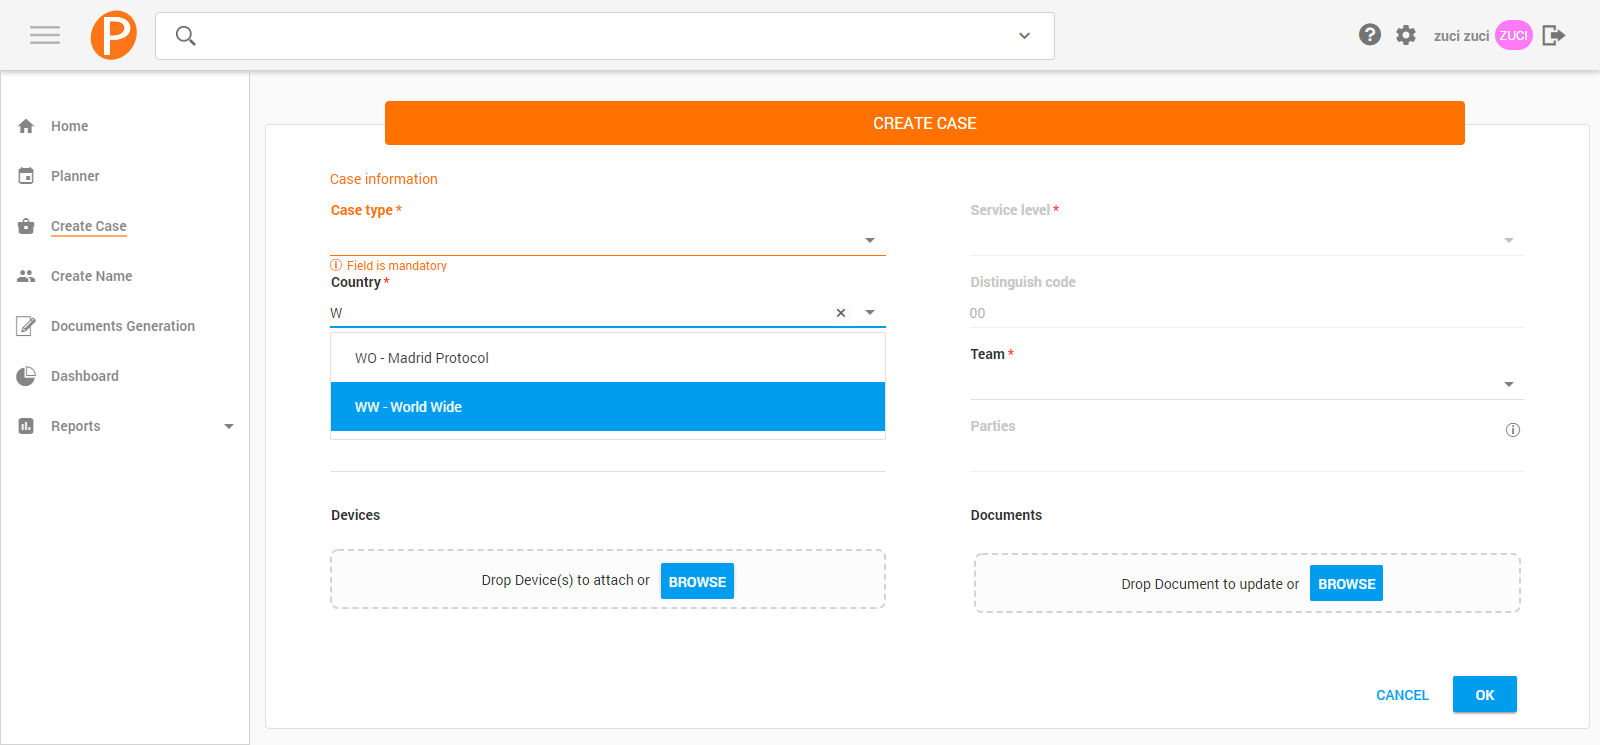 P
zuci zuci ZUCI
Home
Planner
Create Case
Create Name
Documents Generation
Dashboard
Reports
CREATE CASE
Case information
Case type *
Field is mandatory
Service level *
Country *
W
WO - Madrid Protocol
WW - World Wide
Distinguish code
00
Team *
Parties
Devices
Drop Device(s) to attach or BROWSE
Documents
Drop Document to update or BROWSE
CANCEL OK